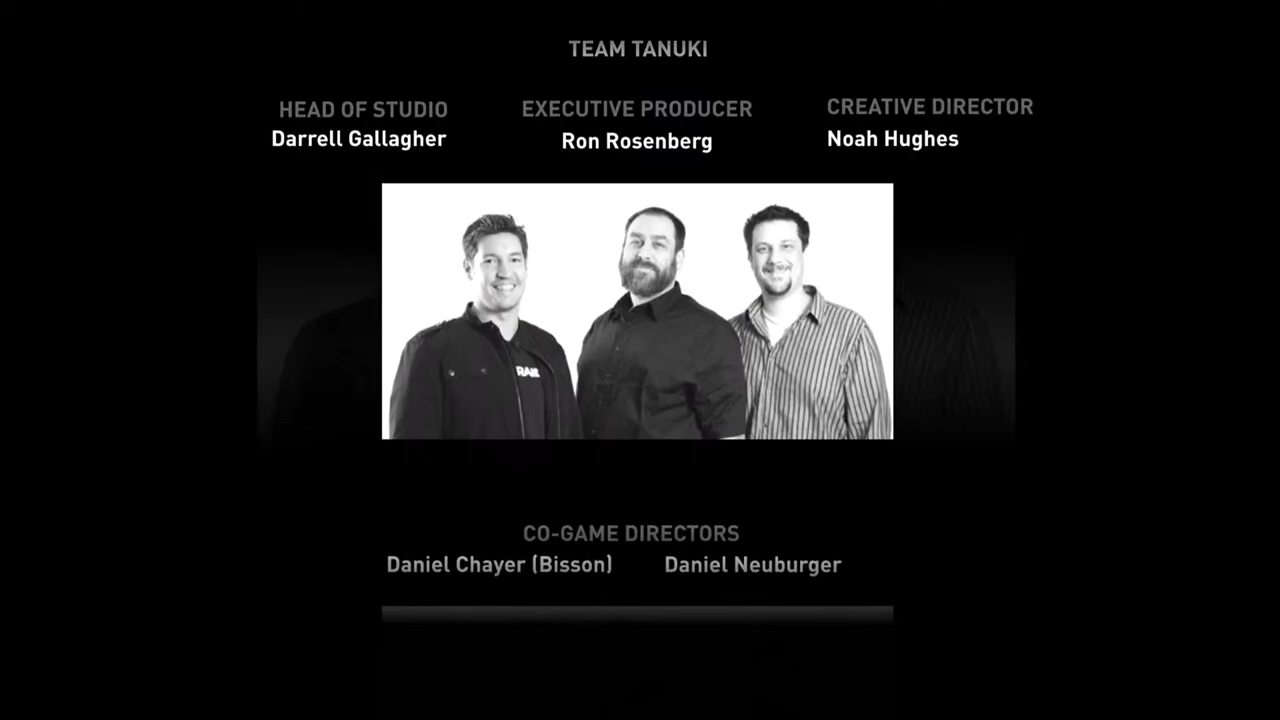 TEAM TANUKI
HEAD OF STUDIO
Darrell Gallagher
EXECUTIVE PRODUCER
Ron Rosenberg
CREATIVE DIRECTOR
Noah Hughes
CO-GAME DIRECTORS
Daniel Chayer (Bisson)
Daniel Neuburger